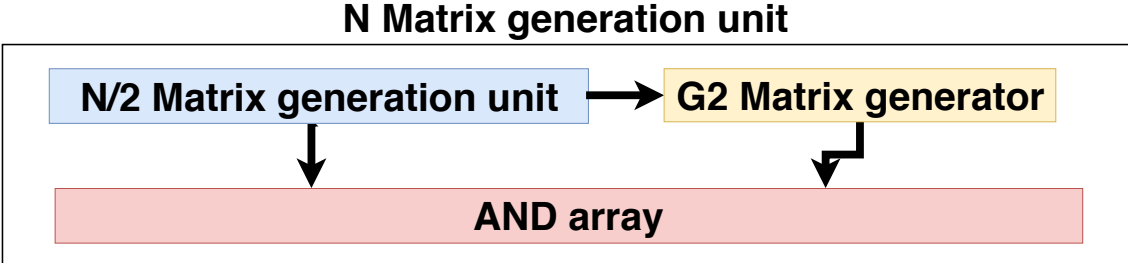 N Matrix generation unit
N/2 Matrix generation unit
G2 Matrix generator
AND array